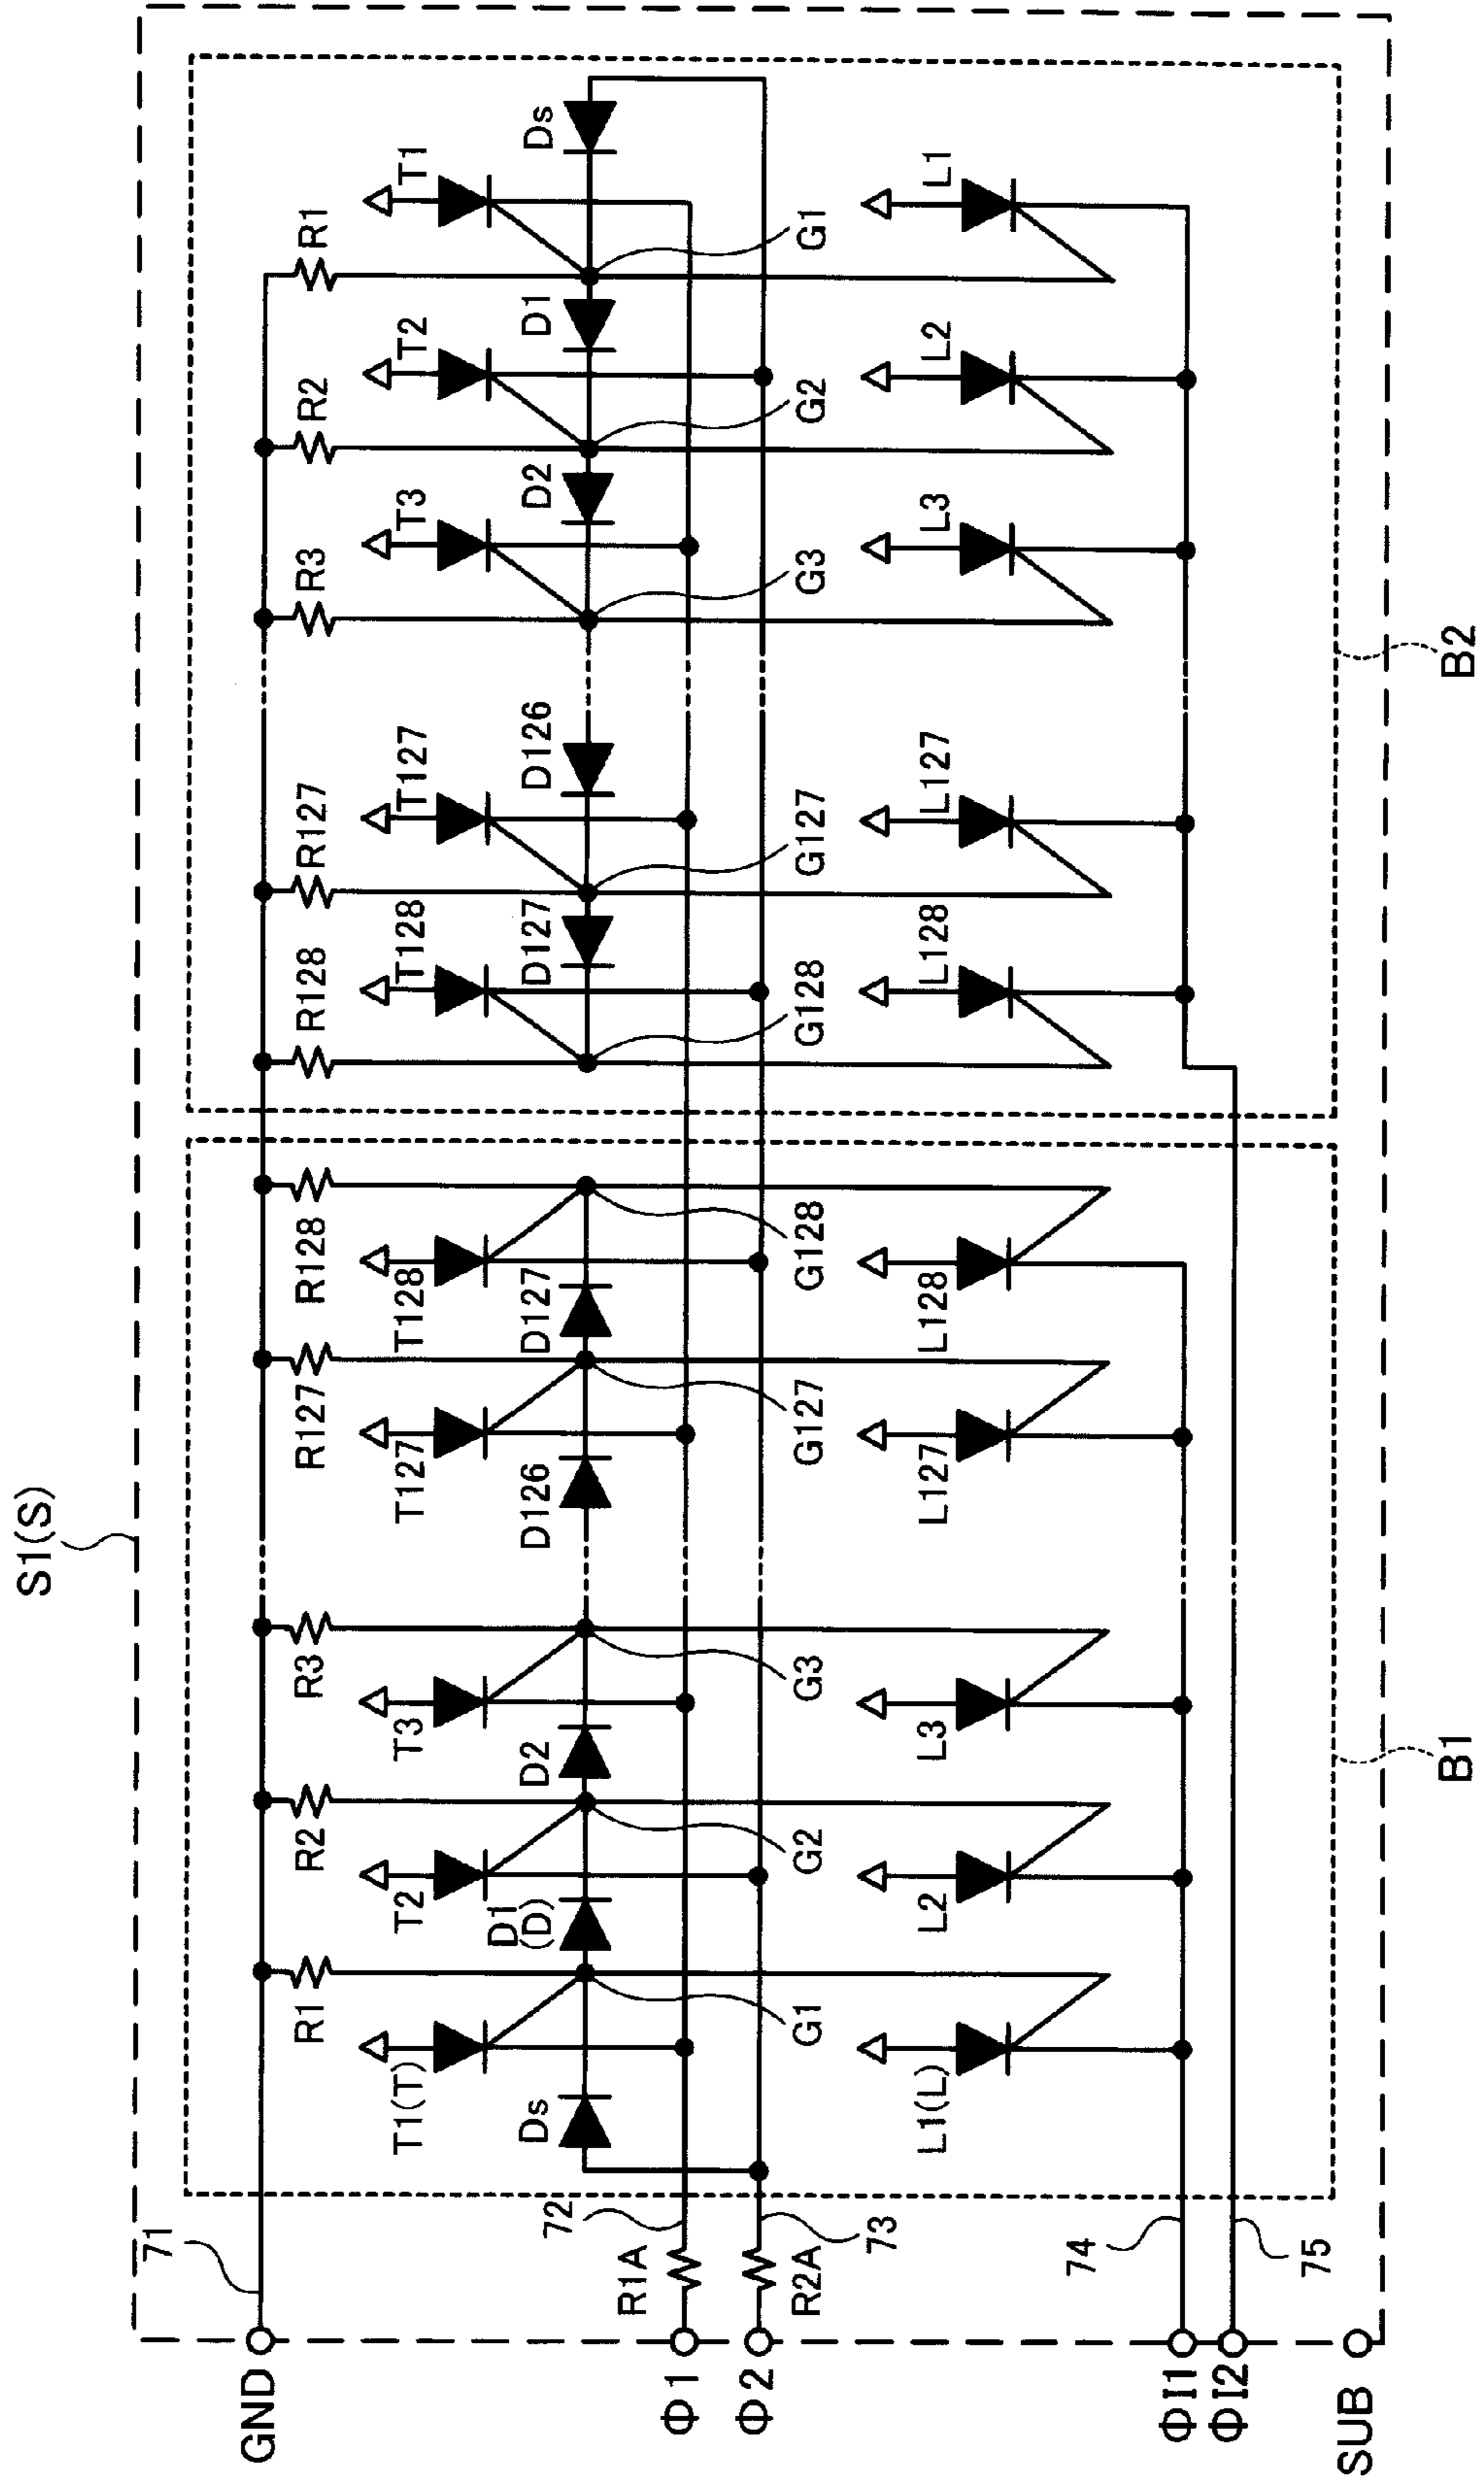 S1(S)
71
GND
R1
R2
R3
R127
R128
R128
R127
R3
R2
R1
T1(T)
T2
T3
T127
T128
T128
T127
T3
T2
T1
Ds
D1
(D)
D2
D126
D127
D127
D126
D2
D1
Ds
72
R1A
Φ1
73
R2A
Φ2
G1
G2
G3
G127
G128
G128
G127
G3
G2
G1
L1(L)
L2
L3
L127
L128
L128
L127
L3
L2
L1
74
ΦI1
75
ΦI2
SUB
B1
B2